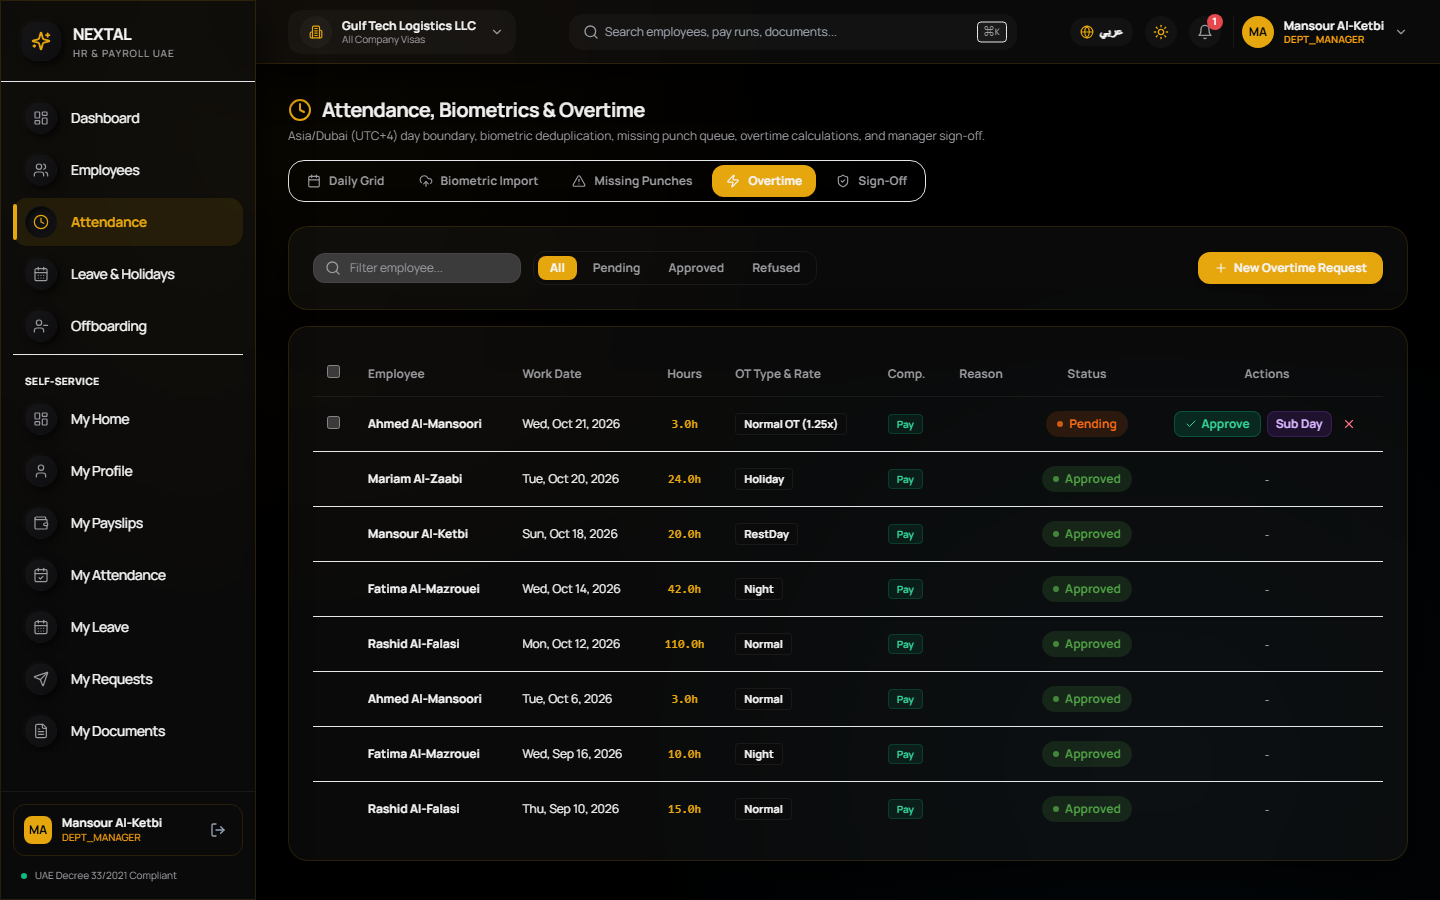 NEXTAL
HR & PAYROLL UAE
Dashboard
Employees
Attendance
Leave & Holidays
Offboarding
SELF-SERVICE
My Home
My Profile
My Payslips
My Attendance
My Leave
My Requests
My Documents
MA
Mansour Al-Ketbi
DEPT_MANAGER
UAE Decree 33/2021 Compliant
Gulf Tech Logistics LLC
All Company Visas
Search employees, pay runs, documents...
⌘K
عربي
1
MA
Mansour Al-Ketbi
DEPT_MANAGER
Attendance, Biometrics & Overtime
Asia/Dubai (UTC+4) day boundary, biometric deduplication, missing punch queue, overtime calculations, and manager sign-off.
Daily Grid Biometric Import Missing Punches Overtime Sign-Off
Filter employee... All Pending Approved Refused + New Overtime Request
Employee Work Date Hours OT Type & Rate Comp. Reason Status Actions
Ahmed Al-Mansoori Wed, Oct 21, 2026 3.0h Normal OT (1.25x) Pay Pending Approve Sub Day
Mariam Al-Zaabi Tue, Oct 20, 2026 24.0h Holiday Pay Approved -
Mansour Al-Ketbi Sun, Oct 18, 2026 20.0h RestDay Pay Approved -
Fatima Al-Mazrouei Wed, Oct 14, 2026 42.0h Night Pay Approved -
Rashid Al-Falasi Mon, Oct 12, 2026 110.0h Normal Pay Approved -
Ahmed Al-Mansoori Tue, Oct 6, 2026 3.0h Normal Pay Approved -
Fatima Al-Mazrouei Wed, Sep 16, 2026 10.0h Night Pay Approved -
Rashid Al-Falasi Thu, Sep 10, 2026 15.0h Normal Pay Approved -